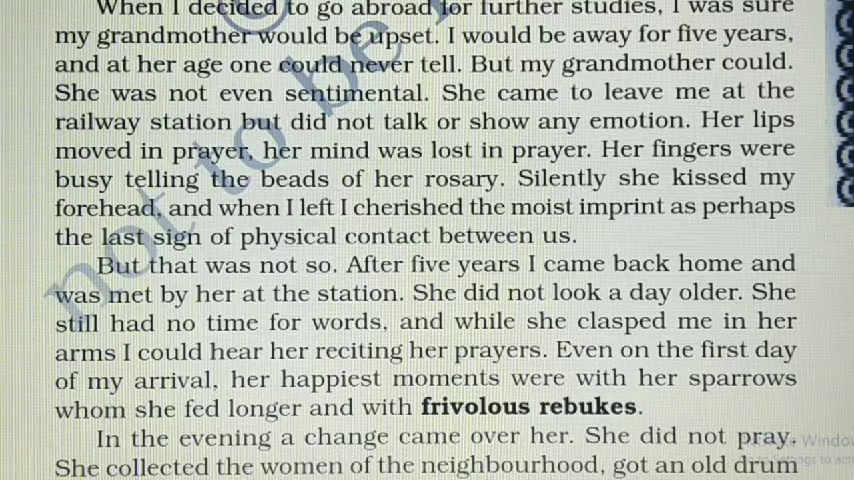 When I decided to go abroad for further studies, I was sure
my grandmother would be upset. I would be away for five years,
and at her age one could never tell. But my grandmother could.
She was not even sentimental. She came to leave me at the
railway station but did not talk or show any emotion. Her lips
moved in prayer, her mind was lost in prayer. Her fingers were
busy telling the beads of her rosary. Silently she kissed my
forehead, and when I left I cherished the moist imprint as perhaps
the last sign of physical contact between us.
But that was not so. After five years I came back home and
was met by her at the station. She did not look a day older. She
still had no time for words, and while she clasped me in her
arms I could hear her reciting her prayers. Even on the first day
of my arrival, her happiest moments were with her sparrows
whom she fed longer and with frivolous rebukes.
In the evening a change came over her. She did not pray.
She collected the women of the neighbourhood, got an old drum
not to be
©